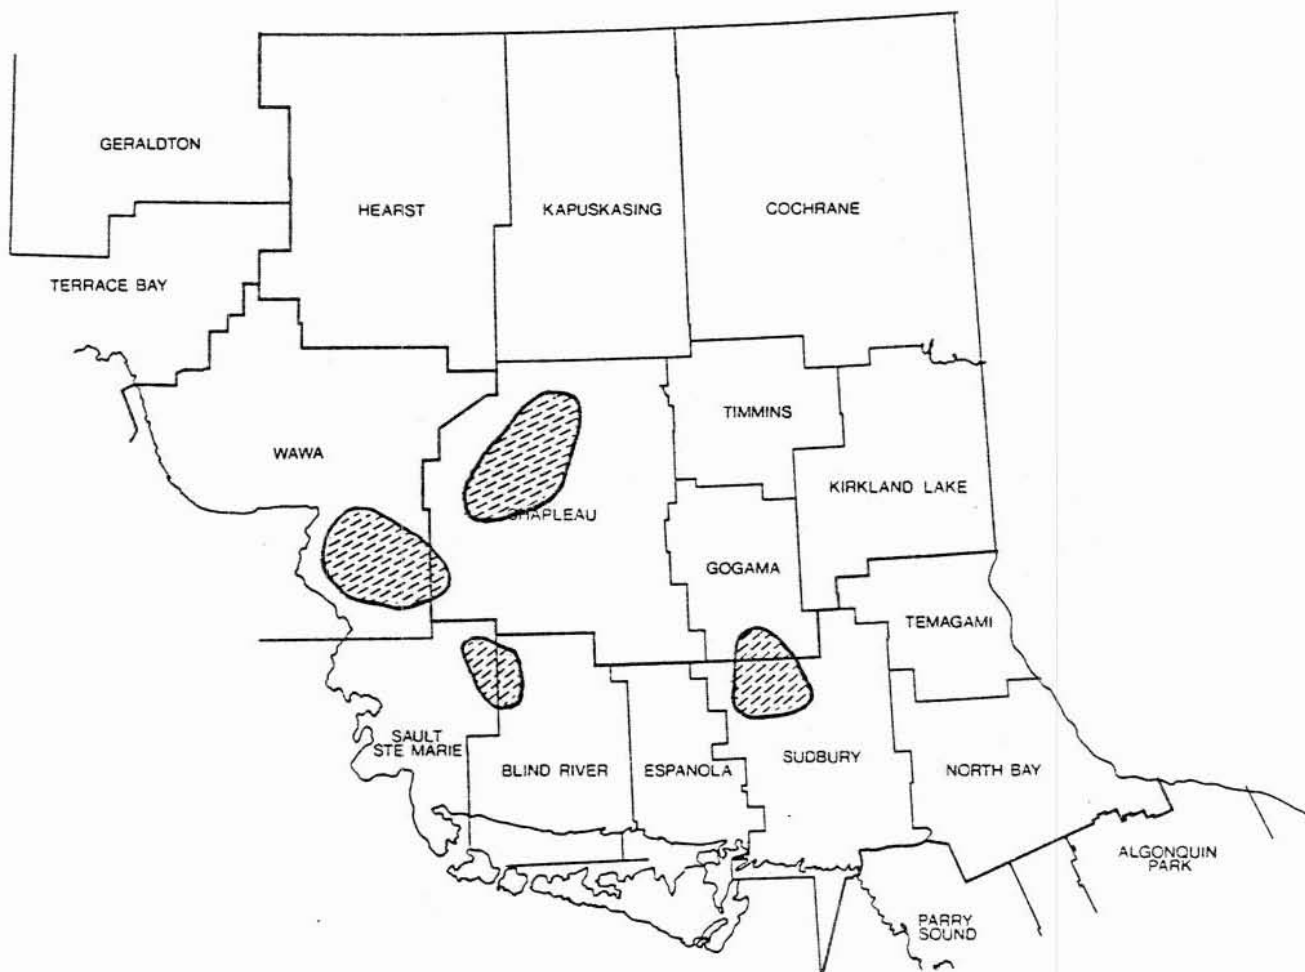 GERALDTON
HEARST
KAPUSKASING
COCHRANE
TERRACE BAY
TIMMINS
WAWA
KIRKLAND LAKE
CHAPLEAU
GOGAMA
TEMAGAMI
SAULT
STE MARIE
BLIND RIVER
ESPANOLA
SUDBURY
NORTH BAY
ALGONQUIN
PARK
PARRY
SOUND